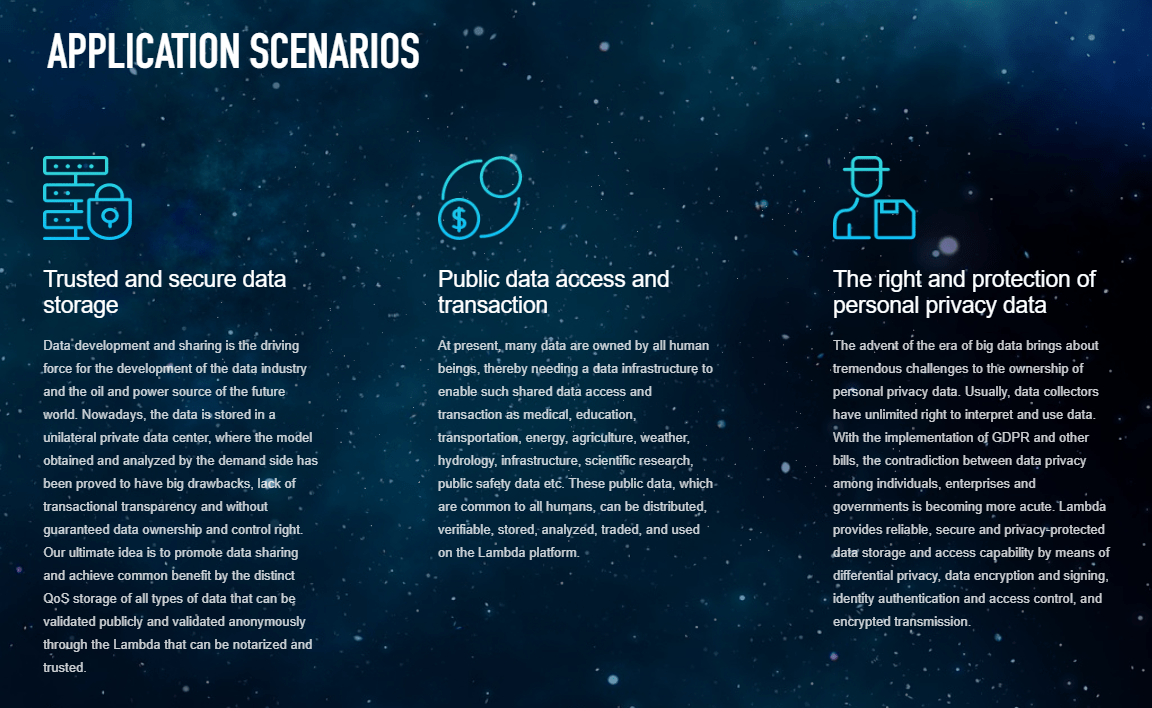 APPLICATION SCENARIOS
Trusted and secure data
storage
Data development and sharing is the driving
force for the development of the data industry
and the oil and power source of the future
world. Nowadays, the data is stored in a
unilateral private data center, where the model
obtained and analyzed by the demand side has
been proved to have big drawbacks, lack of
transactional transparency and without
guaranteed data ownership and control right.
Our ultimate idea is to promote data sharing
and achieve common benefit by the distinct
QoS storage of all types of data that can be
validated publicly and validated anonymously
through the Lambda that can be notarized and
trusted.
Public data access and
transaction
At present, many data are owned by all human
beings, thereby needing a data infrastructure to
enable such shared data access and
transaction as medical, education,
transportation, energy, agriculture, weather,
hydrology, infrastructure, scientific research,
public safety data etc. These public data, which
are common to all humans, can be distributed,
verifiable, stored, analyzed, traded, and used
on the Lambda platform.
The right and protection of
personal privacy data
The advent of the era of big data brings about
tremendous challenges to the ownership of
personal privacy data. Usually, data collectors
have unlimited right to interpret and use data.
With the implementation of GDPR and other
bills, the contradiction between data privacy
among individuals, enterprises and
governments is becoming more acute. Lambda
provides reliable, secure and privacy-protected
data storage and access capability by means of
differential privacy, data encryption and signing,
identity authentication and access control, and
encrypted transmission.